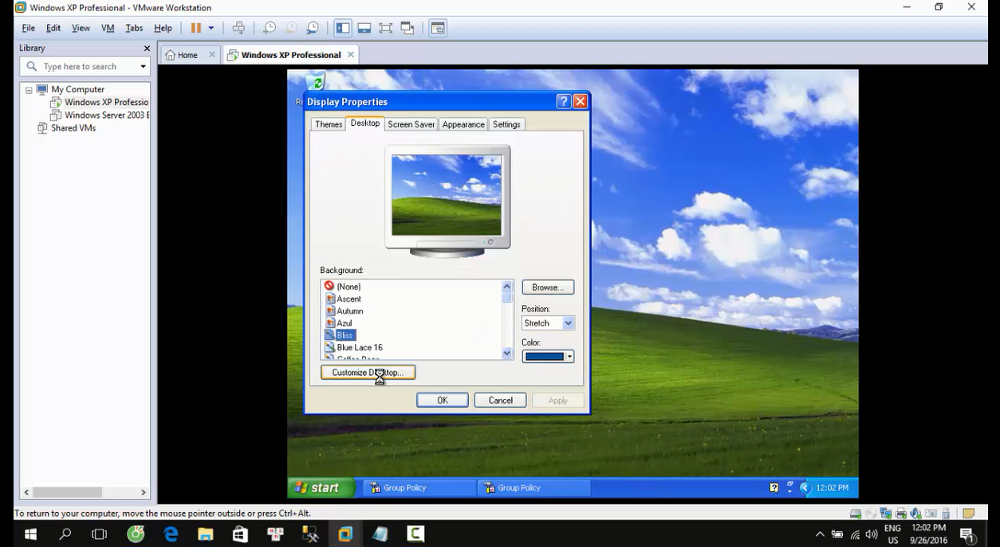 Windows XP Professional - VMware Workstation
File Edit View VM Tabs Help
Library
Type here to search
Home
Windows XP Professional
My Computer
Windows XP Professio
Windows Server 2003 E
Shared VMs
Display Properties
Themes Desktop Screen Saver Appearance Settings
Background:
(None)
Ascent
Autumn
Azul
Bliss
Blue Lace 16
Browse...
Position:
Stretch
Color:
Customize Desktop...
OK Cancel Apply
start Group Policy Group Policy 12:02 PM
To return to your computer, move the mouse pointer outside or press Ctrl+Alt.
ENG 12:02 PM
US 9/26/2016